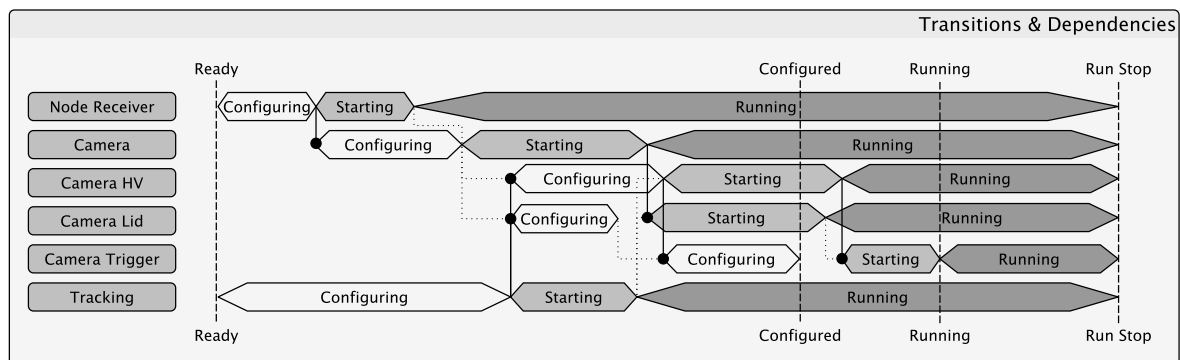 Transitions & Dependencies
Ready Configured Running Run Stop
Node Receiver Configuring Starting Running
Camera Configuring Starting Running
Camera HV Configuring Starting Running
Camera Lid Configuring Starting Running
Camera Trigger Configuring Starting Running
Tracking Configuring Starting Running
Ready Configured Running Run Stop